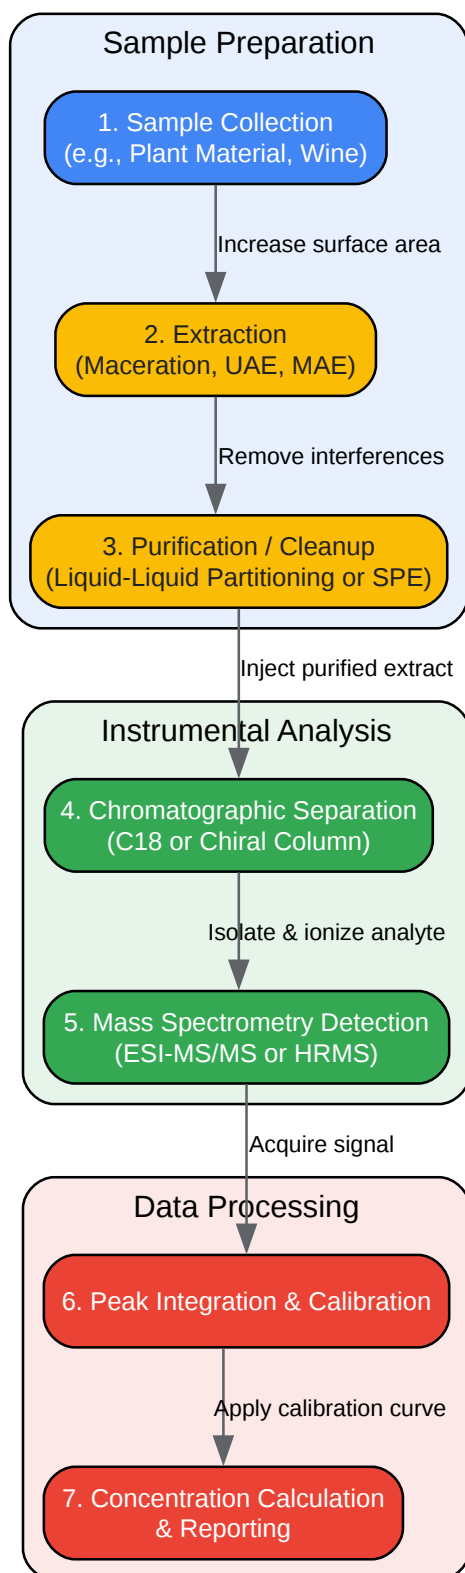 Sample Preparation
1. Sample Collection
(e.g., Plant Material, Wine)
Increase surface area
2. Extraction
(Maceration, UAE, MAE)
Remove interferences
3. Purification / Cleanup
(Liquid-Liquid Partitioning or SPE)
Inject purified extract
Instrumental Analysis
4. Chromatographic Separation
(C18 or Chiral Column)
Isolate & ionize analyte
5. Mass Spectrometry Detection
(ESI-MS/MS or HRMS)
Acquire signal
Data Processing
6. Peak Integration & Calibration
Apply calibration curve
7. Concentration Calculation
& Reporting